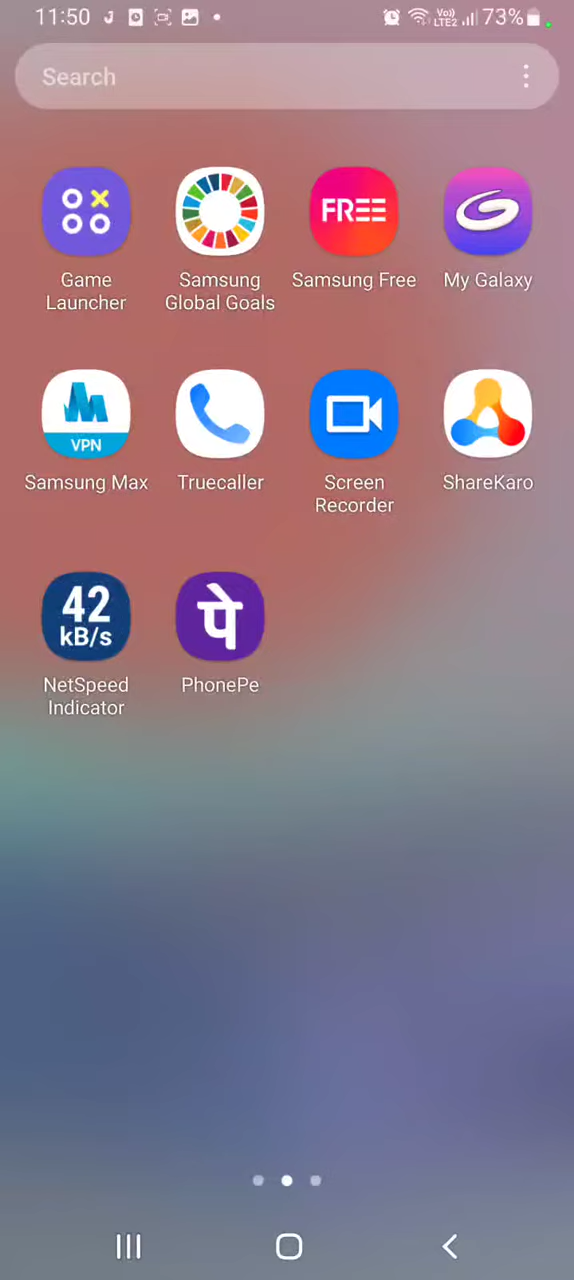 11:50
Vo))
LTE2
73%
Search
FREE
Game
Launcher
Samsung
Global Goals
Samsung Free
My Galaxy
VPN
Samsung Max
Truecaller
Screen
Recorder
ShareKaro
42
kB/s
पे
NetSpeed
Indicator
PhonePe